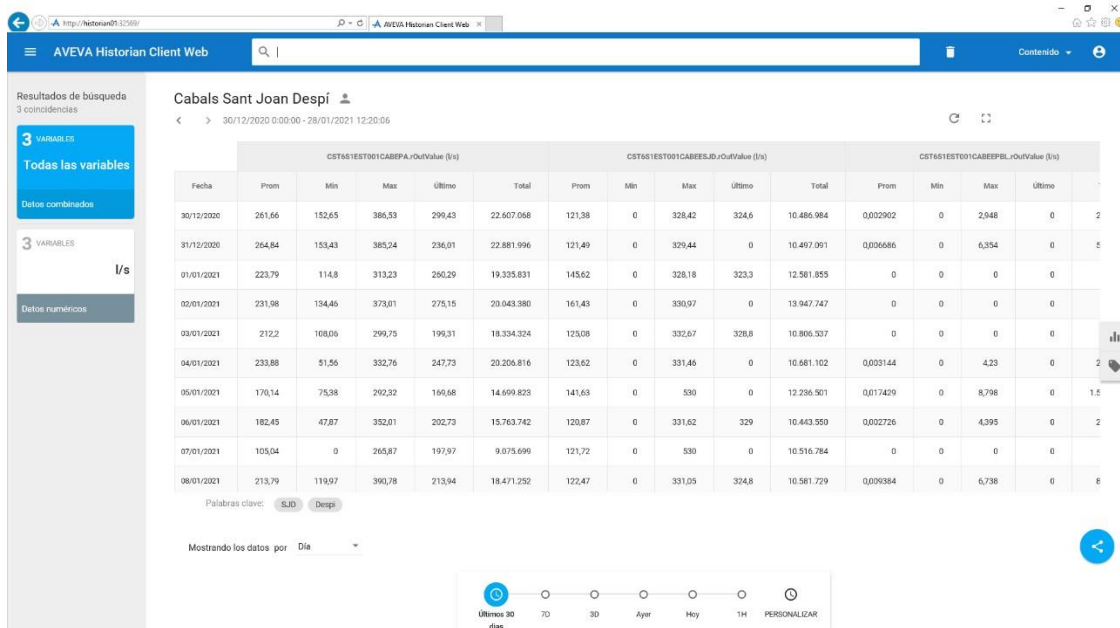 http://historian01:32569/
AVEVA Historian Client Web
AVEVA Historian Client Web
Contenido
Resultados de búsqueda
3 coincidencias
3 VARIABLES
Todas las variables
Datos combinados
3 VARIABLES
l/s
Datos numéricos
Cabals Sant Joan Despí
30/12/2020 0:00:00 - 28/01/2021 12:20:06
CST6S1EST001CABEPA.rOutValue (l/s) CST6S1EST001CABEESJD.rOutValue (l/s) CST6S1EST001CABEEPBL.rOutValue (l/s)
Fecha Prom Min Max Último Total Prom Min Max Último Total Prom Min Max Último
30/12/2020 261,66 152,65 386,53 299,43 22.607.068 121,38 0 328,42 324,6 10.486.984 0,002902 0 2,948 0 2
31/12/2020 264,84 153,43 385,24 236,01 22.881.996 121,49 0 329,44 0 10.497.091 0,006686 0 6,354 0 5
01/01/2021 223,79 114,8 313,23 260,29 19.335.831 145,62 0 328,18 323,3 12.581.855 0 0 0 0
02/01/2021 231,98 134,46 373,01 275,15 20.043.380 161,43 0 330,97 0 13.947.747 0 0 0 0
03/01/2021 212,2 108,06 299,75 199,31 18.334.324 125,08 0 332,67 328,8 10.806.537 0 0 0 0
04/01/2021 233,88 51,56 332,76 247,73 20.206.816 123,62 0 331,46 0 10.681.102 0,003144 0 4,23 0 2
05/01/2021 170,14 75,38 292,32 169,68 14.699.823 141,63 0 530 0 12.236.501 0,017429 0 8,798 0 1.5
06/01/2021 182,45 47,87 352,01 202,73 15.763.742 120,87 0 331,62 329 10.443.550 0,002726 0 4,395 0 2
07/01/2021 105,04 0 265,87 197,97 9.075.699 121,72 0 530 0 10.516.784 0 0 0 0
08/01/2021 213,79 119,97 390,78 213,94 18.471.252 122,47 0 331,05 324,8 10.581.729 0,009384 0 6,738 0 8
Palabras clave: SJD Despi
Mostrando los datos por Día
Últimos 30 días 7D 3D Ayer Hoy 1H PERSONALIZAR